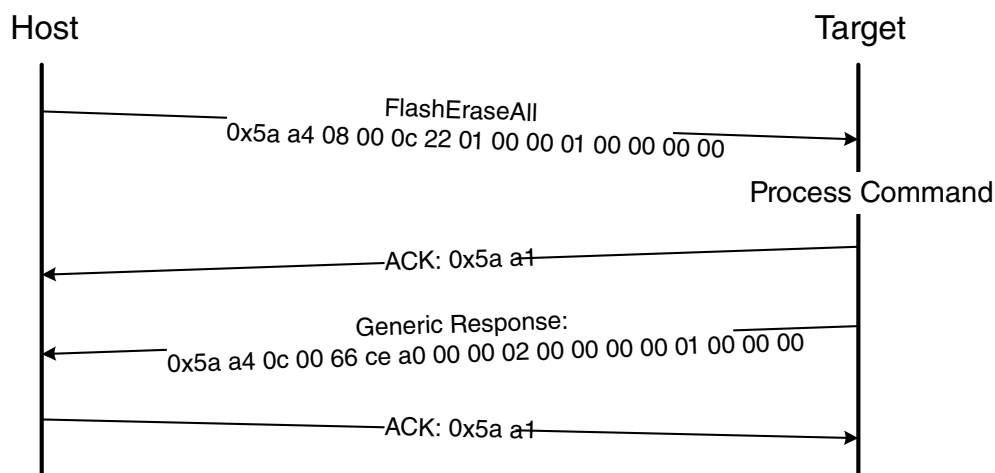 Host
Target
FlashEraseAll
0x5a a4 08 00 0c 22 01 00 00 01 00 00 00 00
Process Command
ACK: 0x5a a1
Generic Response:
0x5a a4 0c 00 66 ce a0 00 00 02 00 00 00 00 01 00 00 00
ACK: 0x5a a1